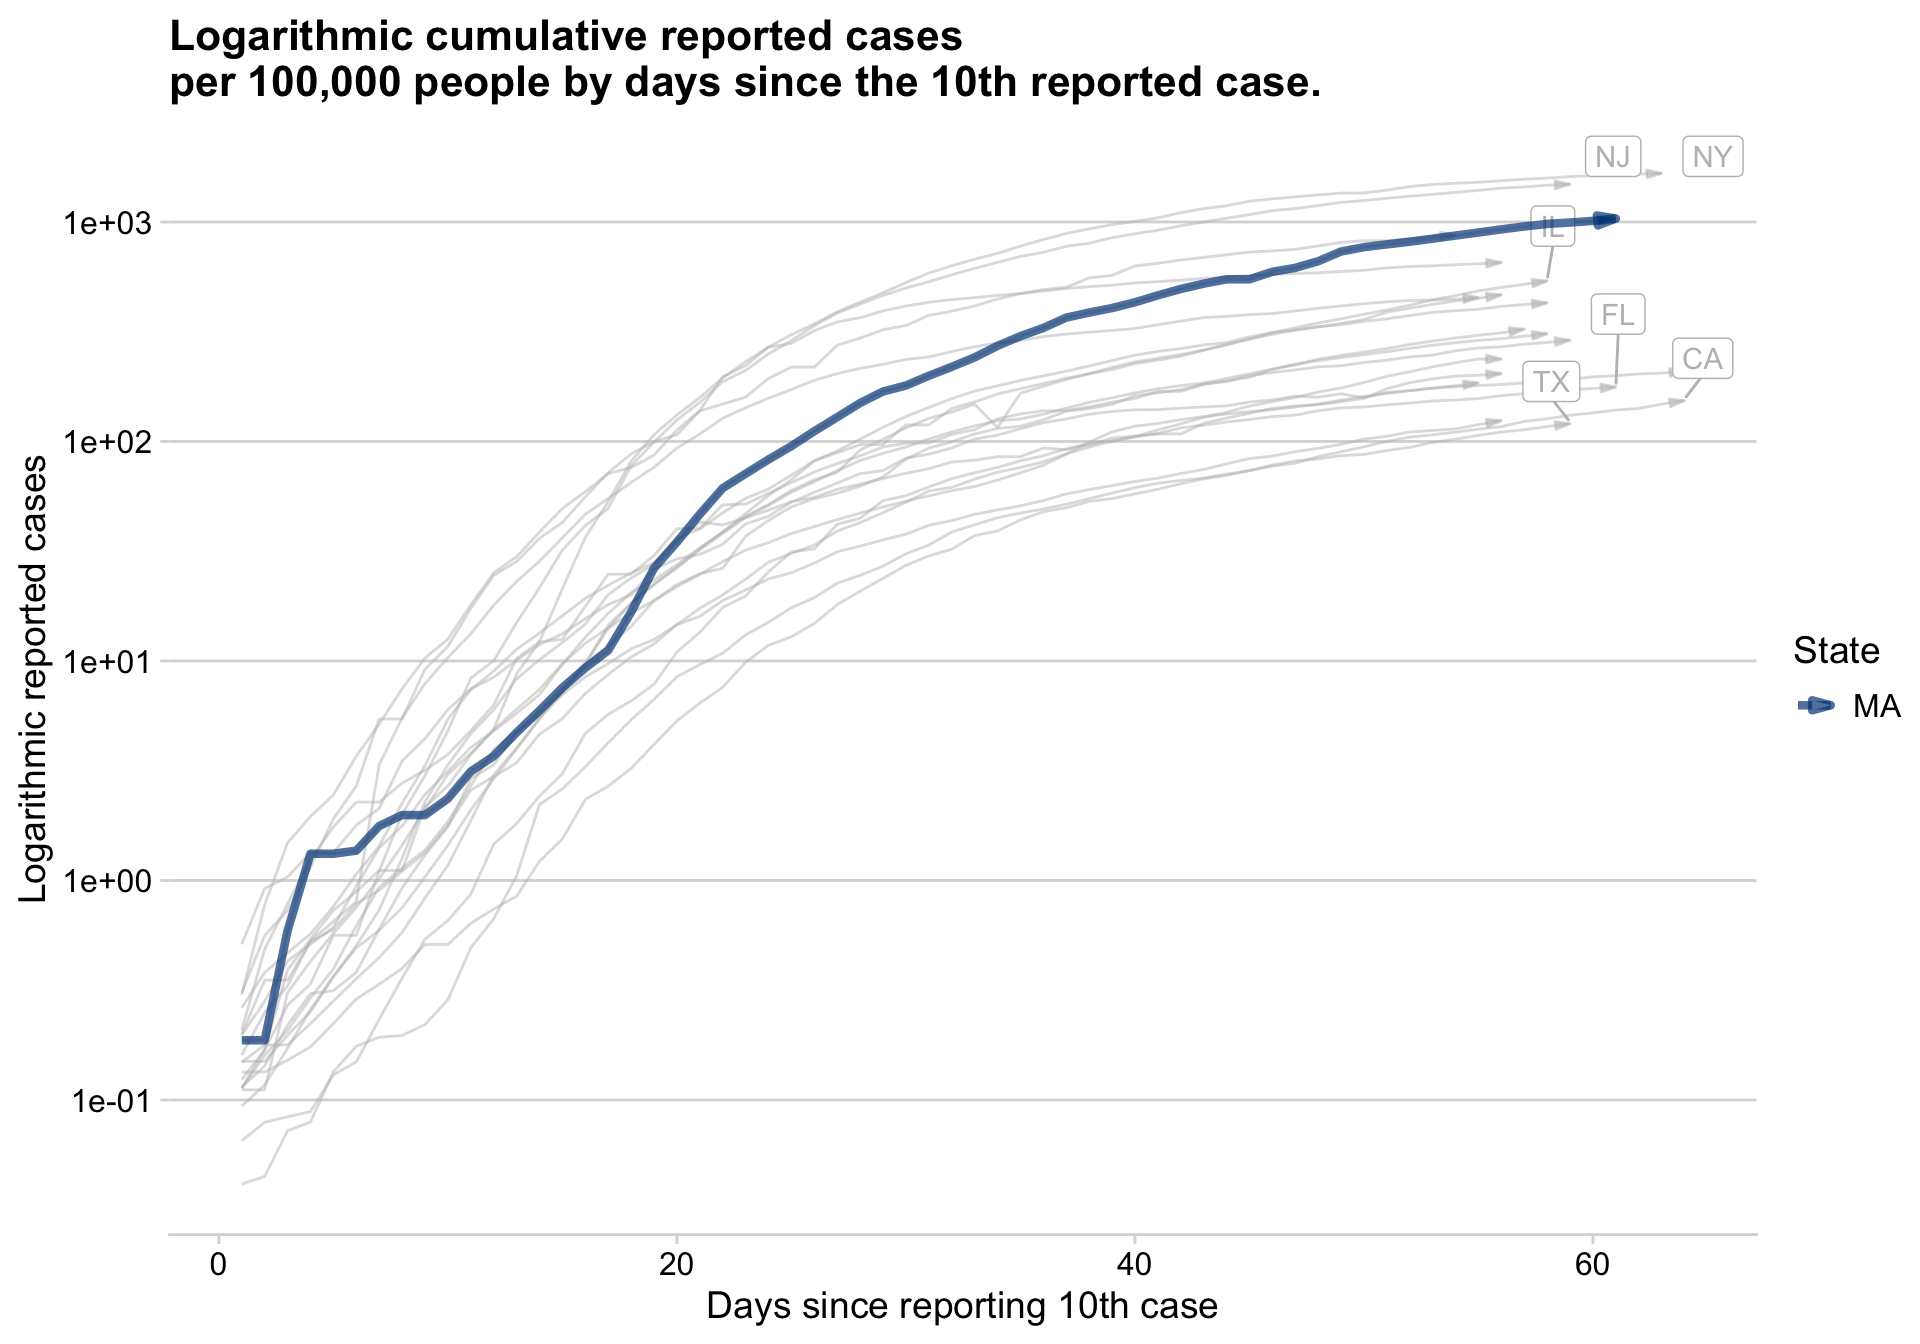 Logarithmic cumulative reported cases
per 100,000 people by days since the 10th reported case.
NJ
NY
1e+03
IL
FL
CA
TX
1e+02
Logarithmic reported cases
1e+01
State
MA
1e+00
1e-01
0
20
40
60
Days since reporting 10th case